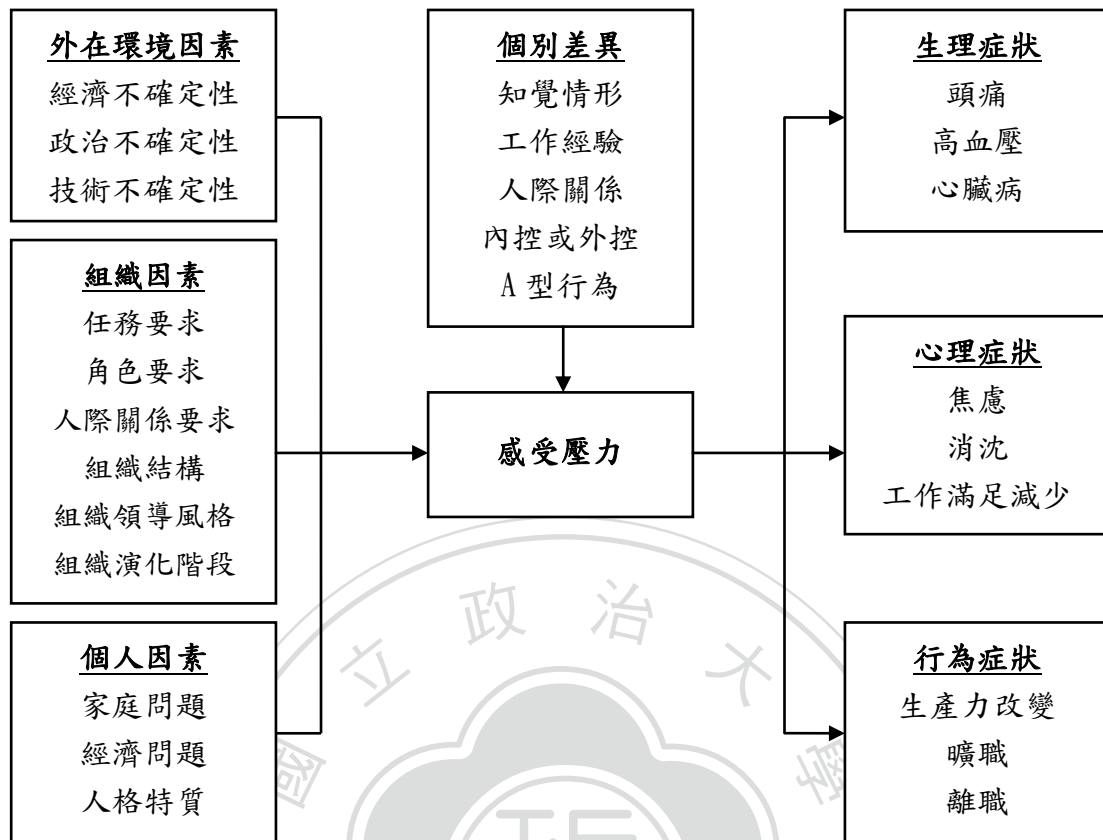 外在環境因素
經濟不確定性
政治不確定性
技術不確定性
組織因素
任務要求
角色要求
人際關係要求
組織結構
組織領導風格
組織演化階段
個人因素
家庭問題
經濟問題
人格特質
個別差異
知覺情形
工作經驗
人際關係
內控或外控
A 型行為
感受壓力
生理症狀
頭痛
高血壓
心臟病
心理症狀
焦慮
消沈
工作滿足減少
行為症狀
生產力改變
曠職
離職
國立政治大學